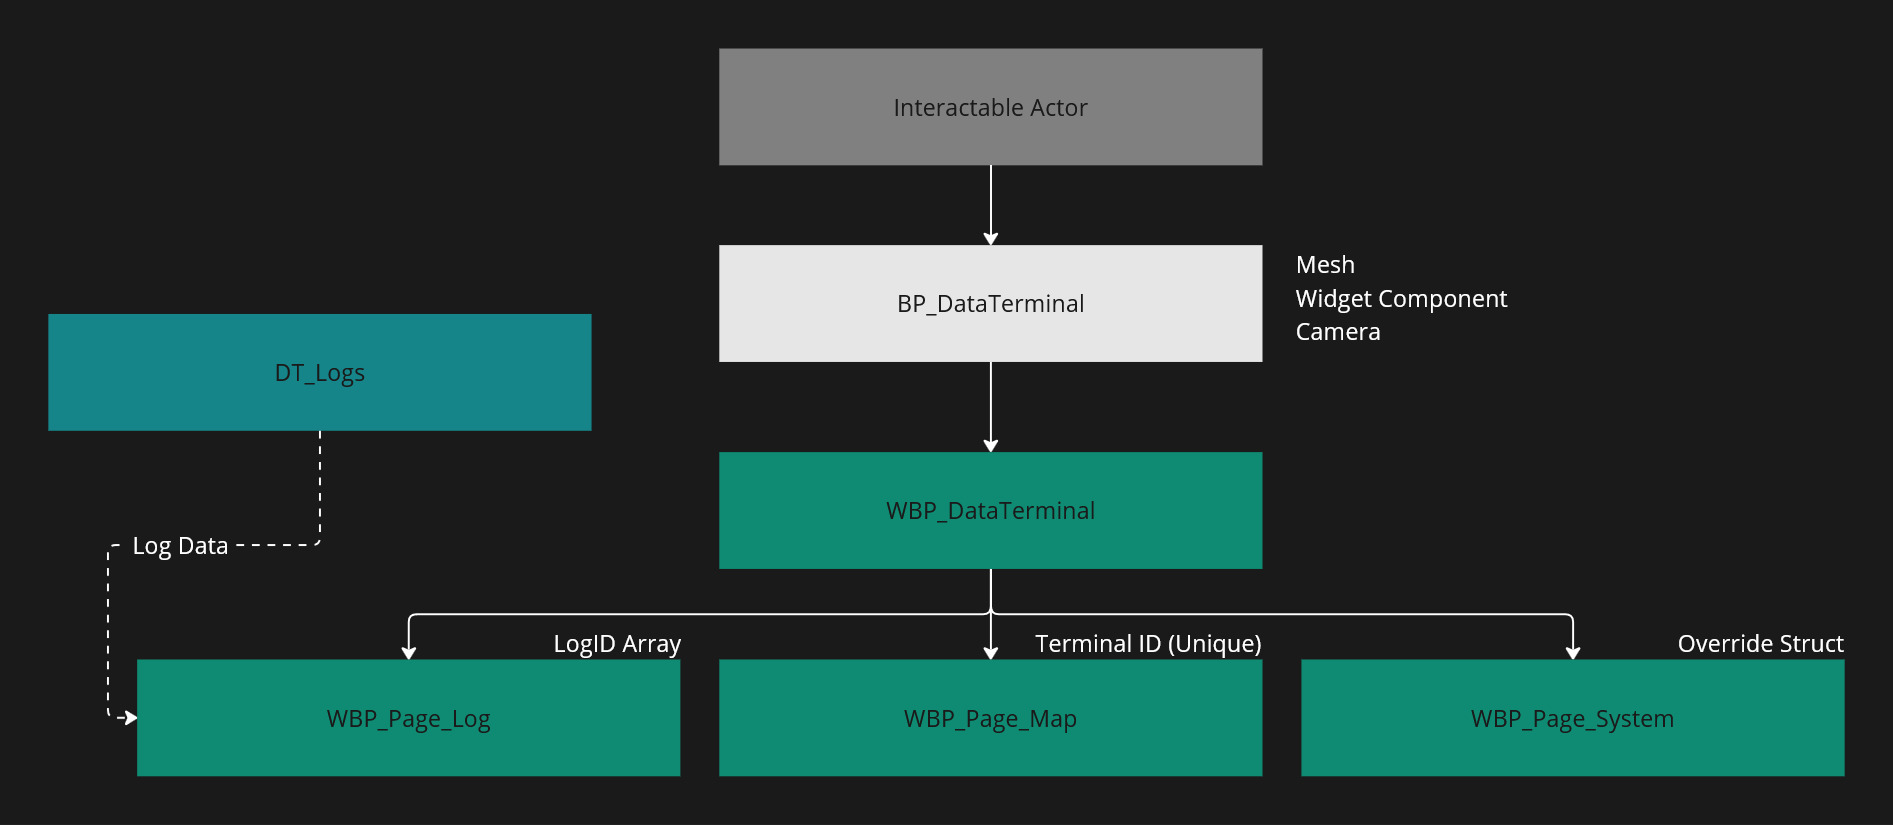 Interactable Actor
BP_DataTerminal
Mesh
Widget Component
Camera
DT_Logs
WBP_DataTerminal
Log Data
LogID Array
Terminal ID (Unique)
Override Struct
WBP_Page_Log
WBP_Page_Map
WBP_Page_System